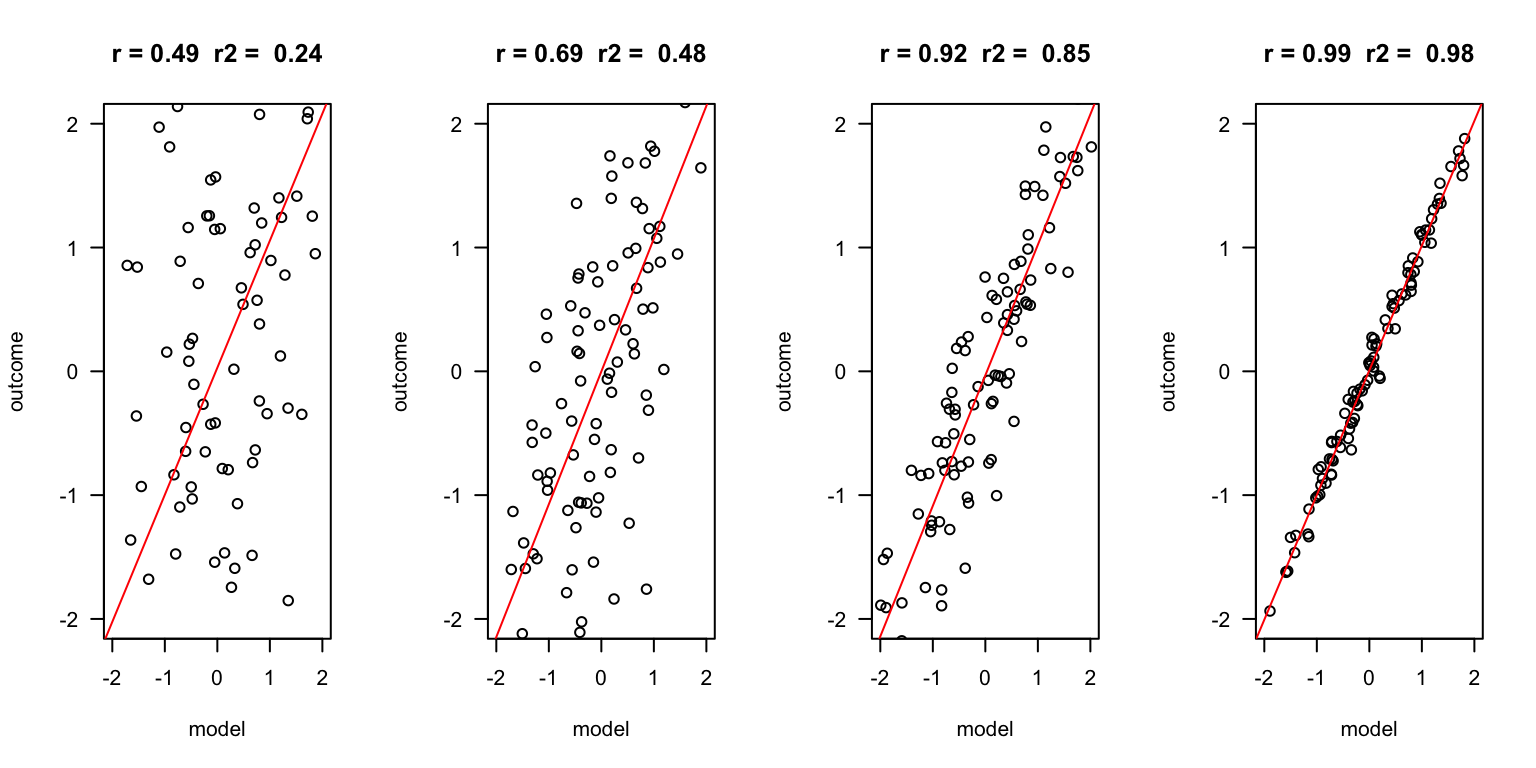 r = 0.49 r2 = 0.24
2
1
0
-1
-2
outcome
-2 -1 0 1 2
model
r = 0.69 r2 = 0.48
2
1
0
-1
-2
outcome
-2 -1 0 1 2
model
r = 0.92 r2 = 0.85
2
1
0
-1
-2
outcome
-2 -1 0 1 2
model
r = 0.99 r2 = 0.98
2
1
0
-1
-2
outcome
-2 -1 0 1 2
model